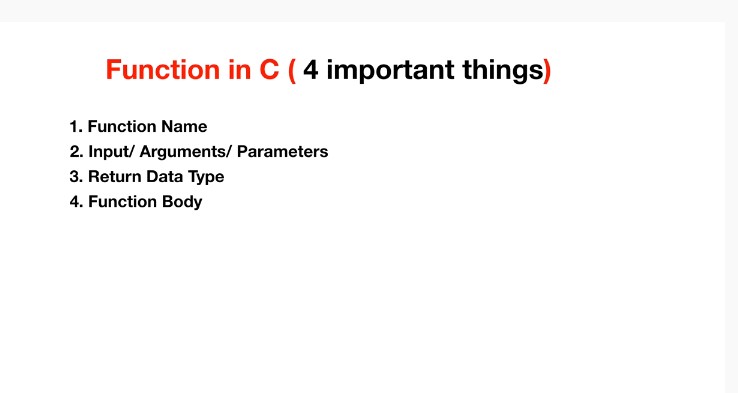 Function in C ( 4 important things)
1. Function Name
2. Input/ Arguments/ Parameters
3. Return Data Type
4. Function Body